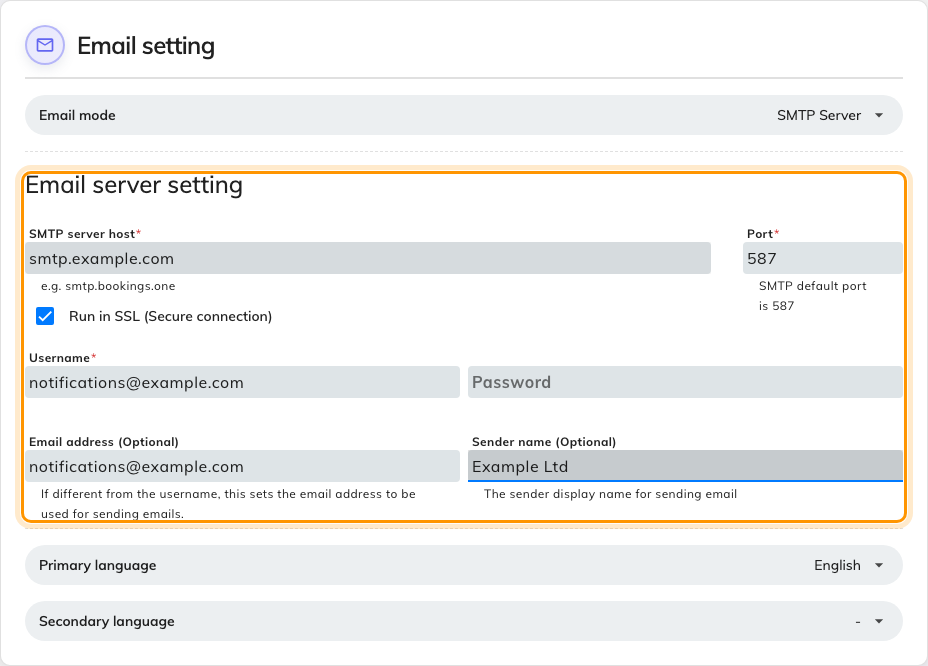 Email setting
Email mode SMTP Server
Email server setting
SMTP server host* Port*
smtp.example.com 587
e.g. smtp.bookings.one SMTP default port
is 587
Run in SSL (Secure connection)
Username*
notifications@example.com Password
Email address (Optional) Sender name (Optional)
notifications@example.com Example Ltd
If different from the username, this sets the email address to be The sender display name for sending email
used for sending emails.
Primary language English
Secondary language -